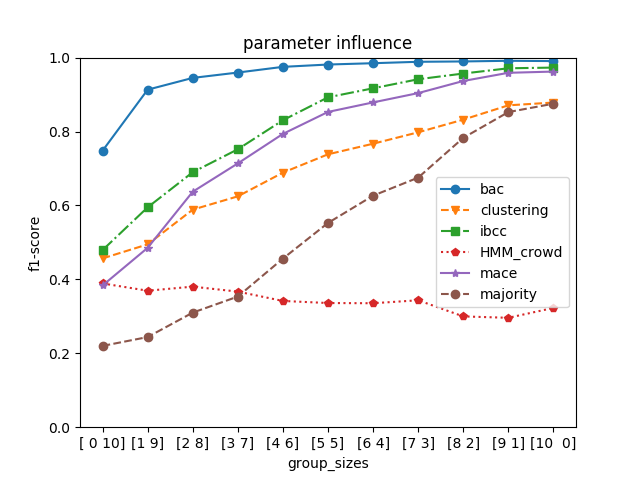 parameter influence
1.0
0.8
0.6
0.4
0.2
0.0
f1-score
bac
clustering
ibcc
HMM_crowd
mace
majority
[ 0 10] [1 9] [2 8] [3 7] [4 6] [5 5] [6 4] [7 3] [8 2] [9 1] [10  0]
group_sizes